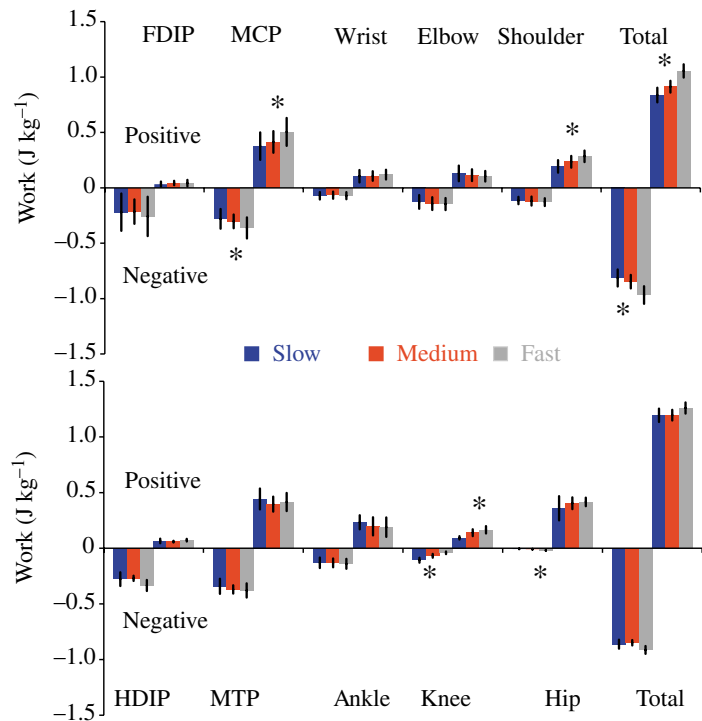 FDIP MCP Wrist Elbow Shoulder Total
1.5
1.0
0.5
0
−0.5
−1.0
−1.5
Work (J kg−1)
Positive
Negative
* * * * *
Slow Medium Fast
1.5
1.0
0.5
0
−0.5
−1.0
−1.5
Work (J kg−1)
Positive
Negative
* * *
HDIP MTP Ankle Knee Hip Total